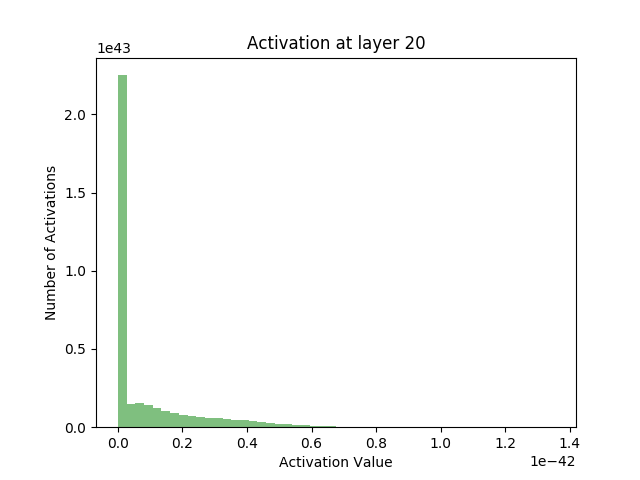 Activation at layer 20
1e43
2.0
1.5
1.0
0.5
0.0
Number of Activations
0.0 0.2 0.4 0.6 0.8 1.0 1.2 1.4
Activation Value
1e−42